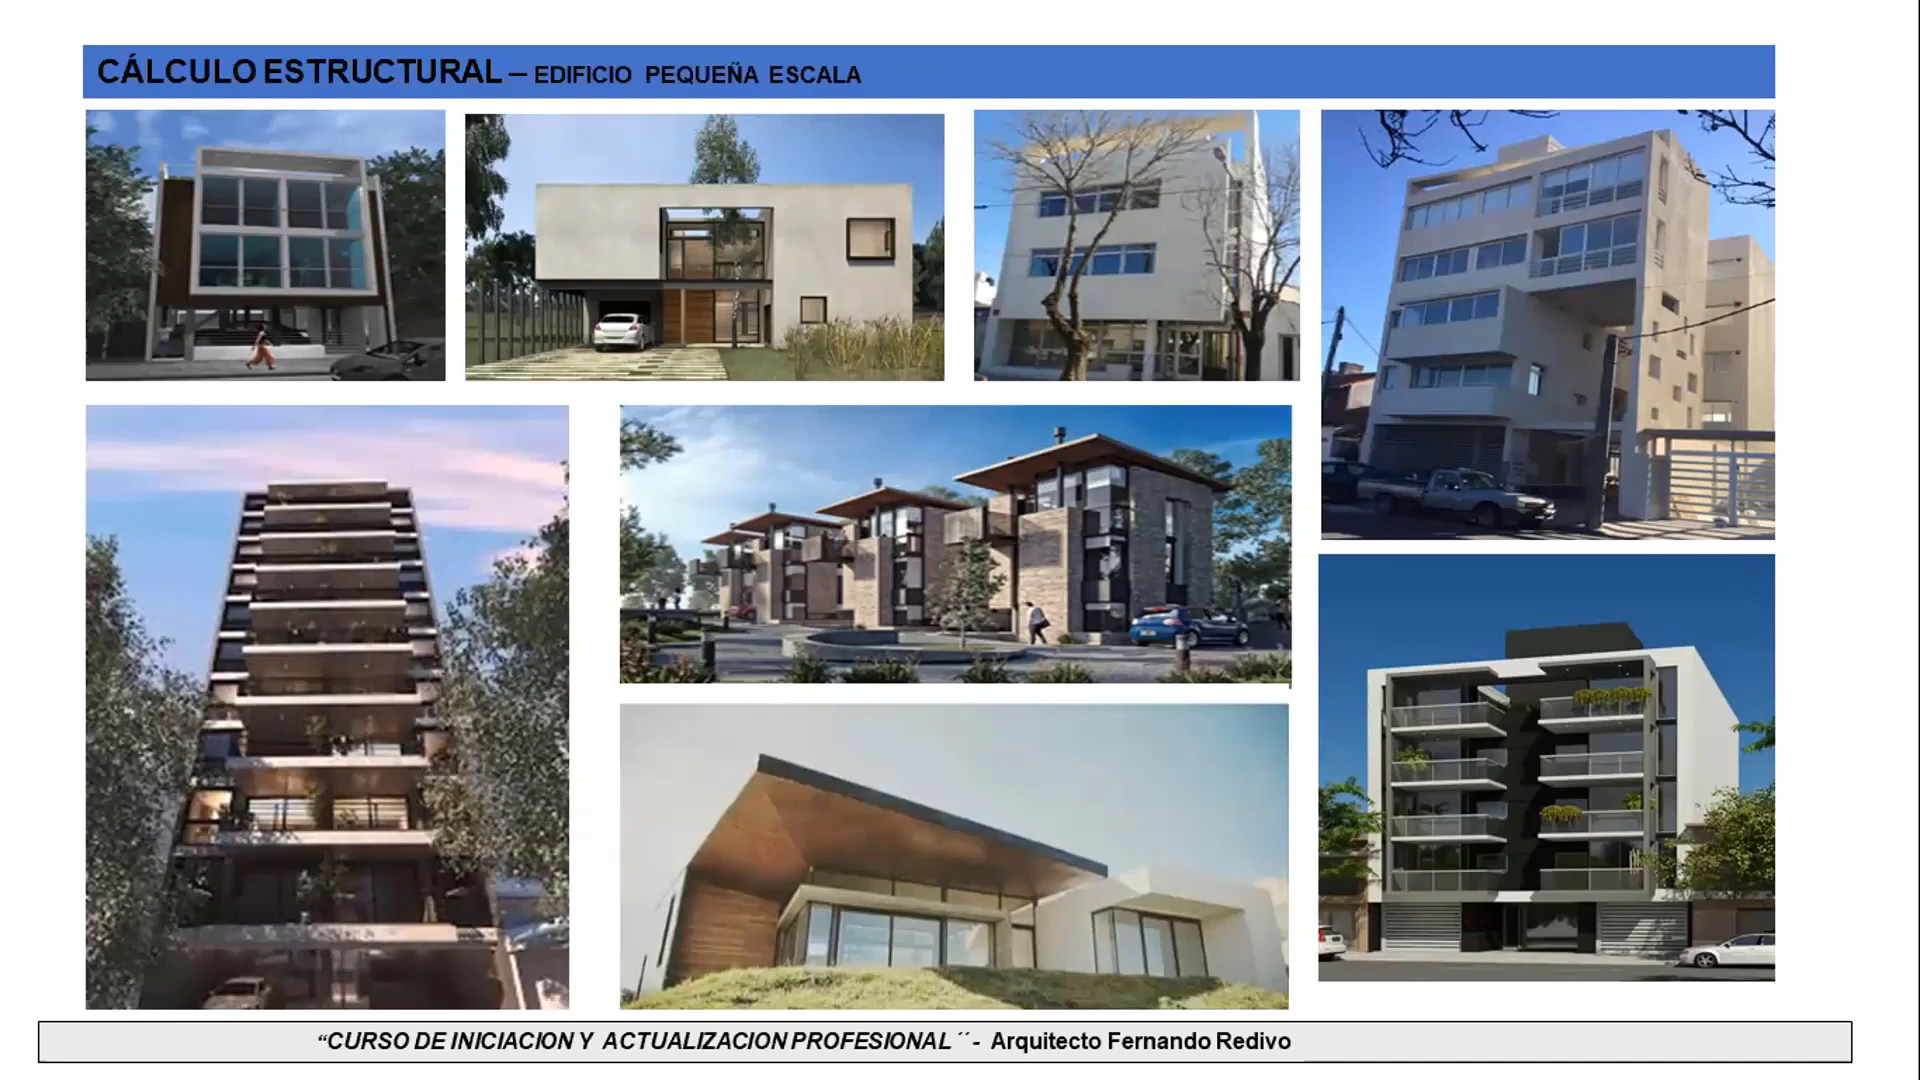 CÁLCULO ESTRUCTURAL – EDIFICIO PEQUEÑA ESCALA
“CURSO DE INICIACION Y ACTUALIZACION PROFESIONAL ´´ - Arquitecto Fernando Redivo